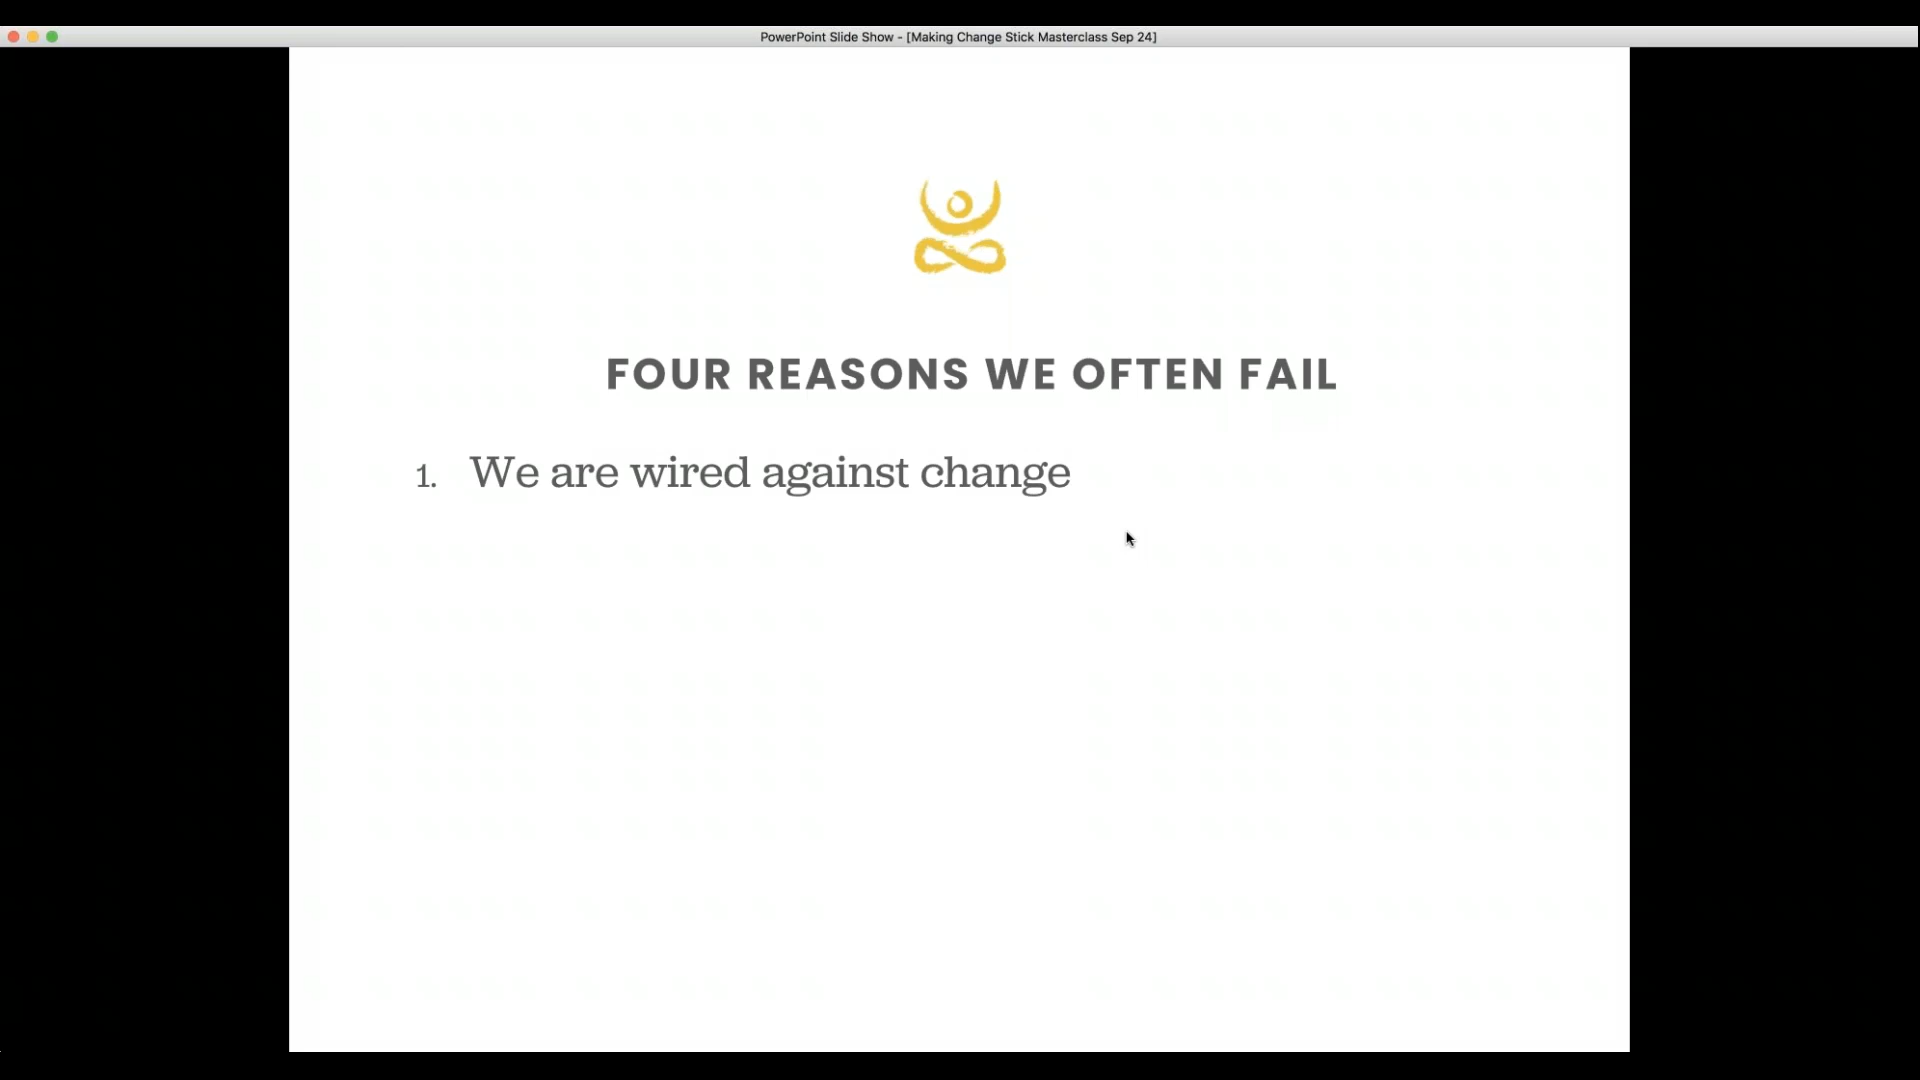 PowerPoint Slide Show - [Making Change Stick Masterclass Sep 24]
FOUR REASONS WE OFTEN FAIL
1. We are wired against change